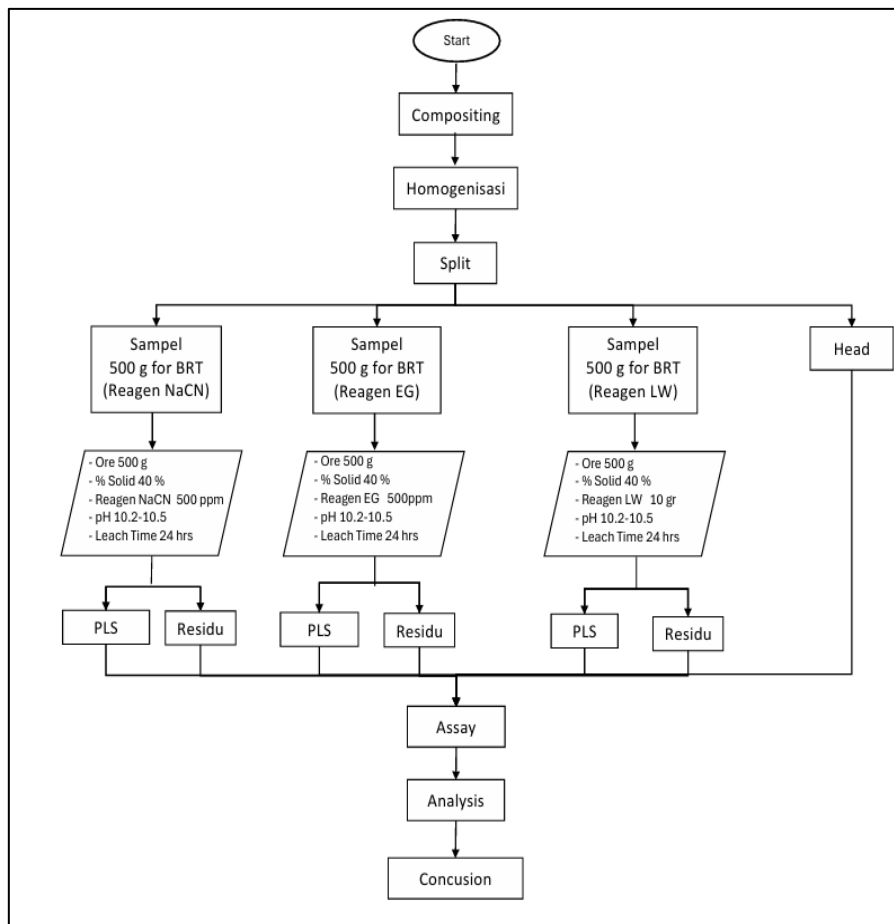 Start
Compositing
Homogenisasi
Split
Sampel
500 g for BRT
(Reagen NaCN)
Sampel
500 g for BRT
(Reagen EG)
Sampel
500 g for BRT
(Reagen LW)
Head
- Ore 500 g
- % Solid 40 %
- Reagen NaCN 500 ppm
- pH 10.2-10.5
- Leach Time 24 hrs
- Ore 500 g
- % Solid 40 %
- Reagen EG 500ppm
- pH 10.2-10.5
- Leach Time 24 hrs
- Ore 500 g
- % Solid 40 %
- Reagen LW 10 gr
- pH 10.2-10.5
- Leach Time 24 hrs
PLS
Residu
PLS
Residu
PLS
Residu
Assay
Analysis
Concusion